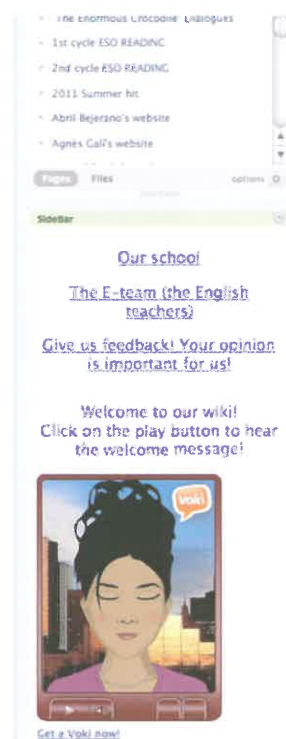 The Enormous Crocodile' Dialogues
1st cycle ESO READING
2nd cycle ESO READING
2011 Summer hit
Abril Bejerano's website
Agnès Galí's website
Pages Files options
SideBar
Our school
The E-team (the English
teachers)
Give us feedback! Your opinion
is important for us!
Welcome to our wiki!
Click on the play button to hear
the welcome message!
voki
Get a Voki now!